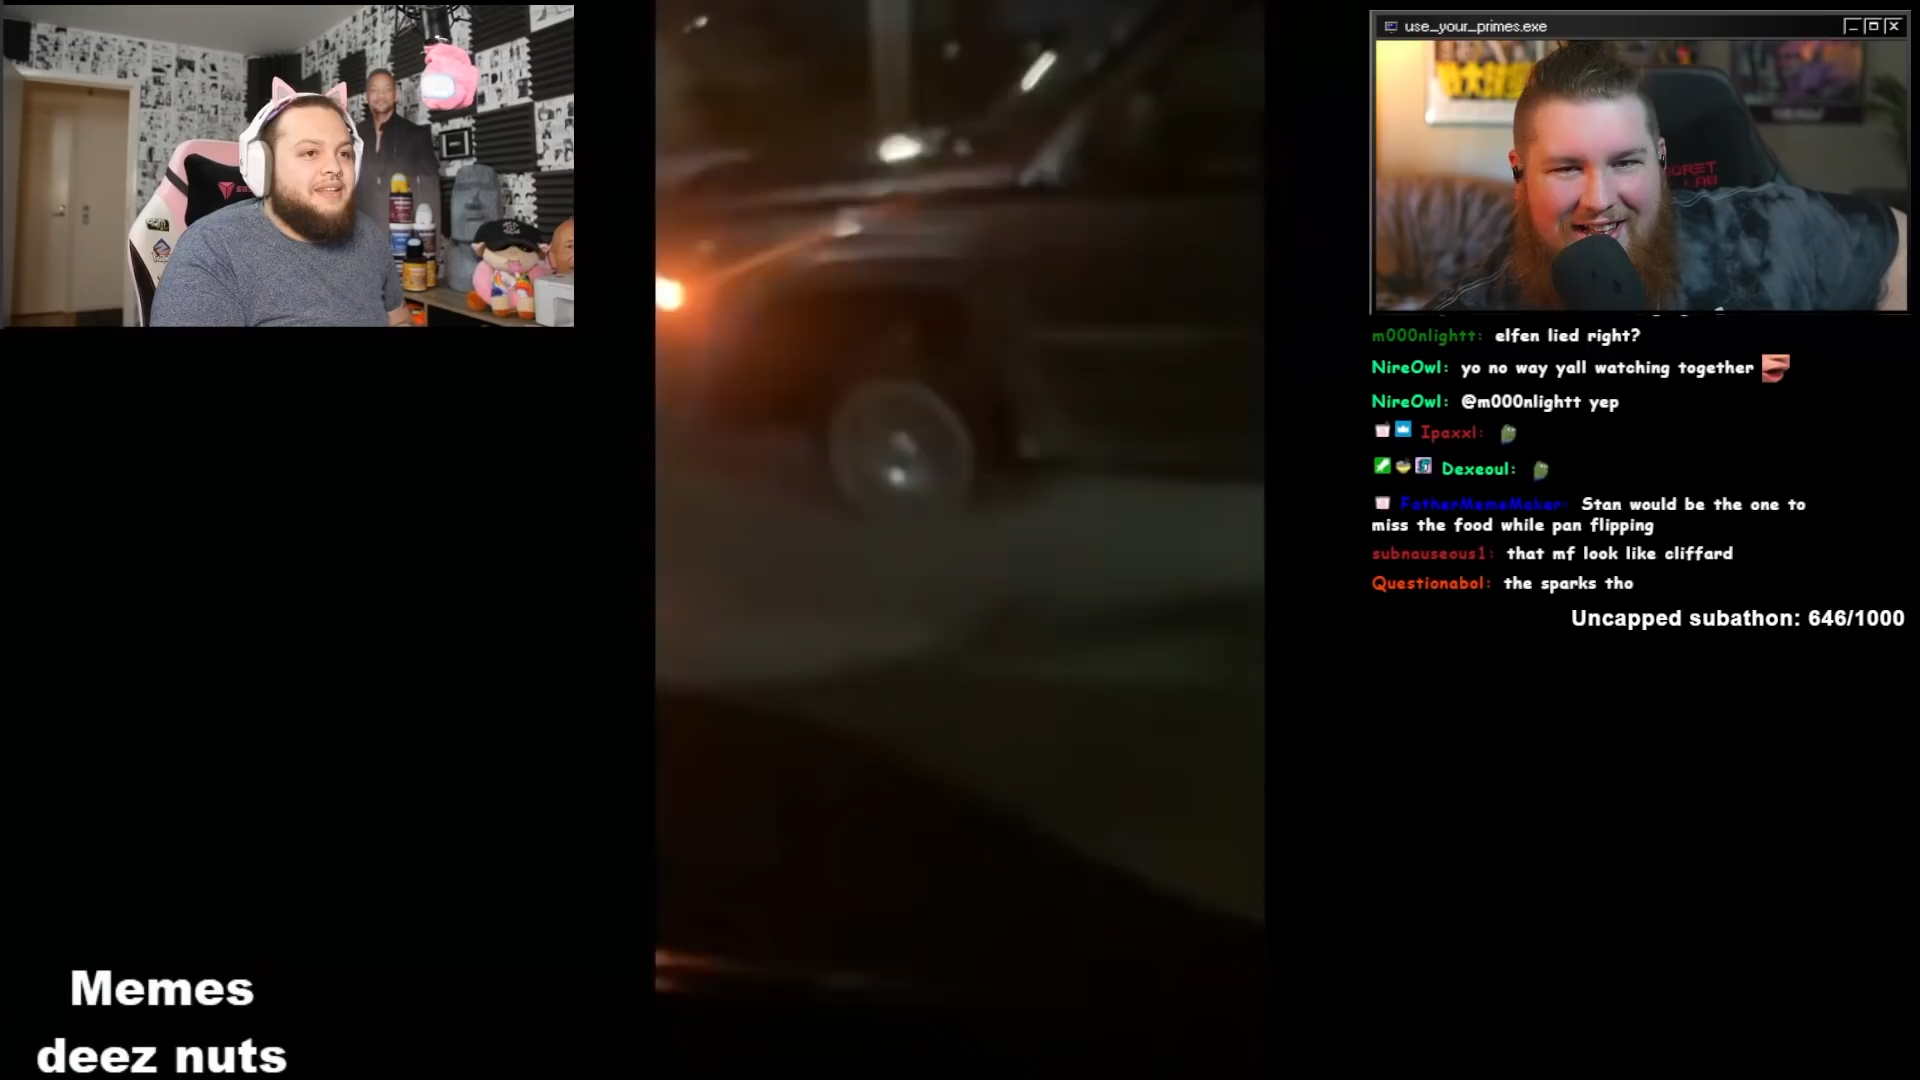 use_your_primes.exe
m000nlightt: elfen lied right?
NireOwl: yo no way yall watching together
NireOwl: @m000nlightt yep
Ipaxxl:
Dexeoul:
FatherMemeMaker: Stan would be the one to
miss the food while pan flipping
subnauseous1: that mf look like cliffard
Questionabol: the sparks tho
Uncapped subathon: 646/1000
Memes
deez nuts